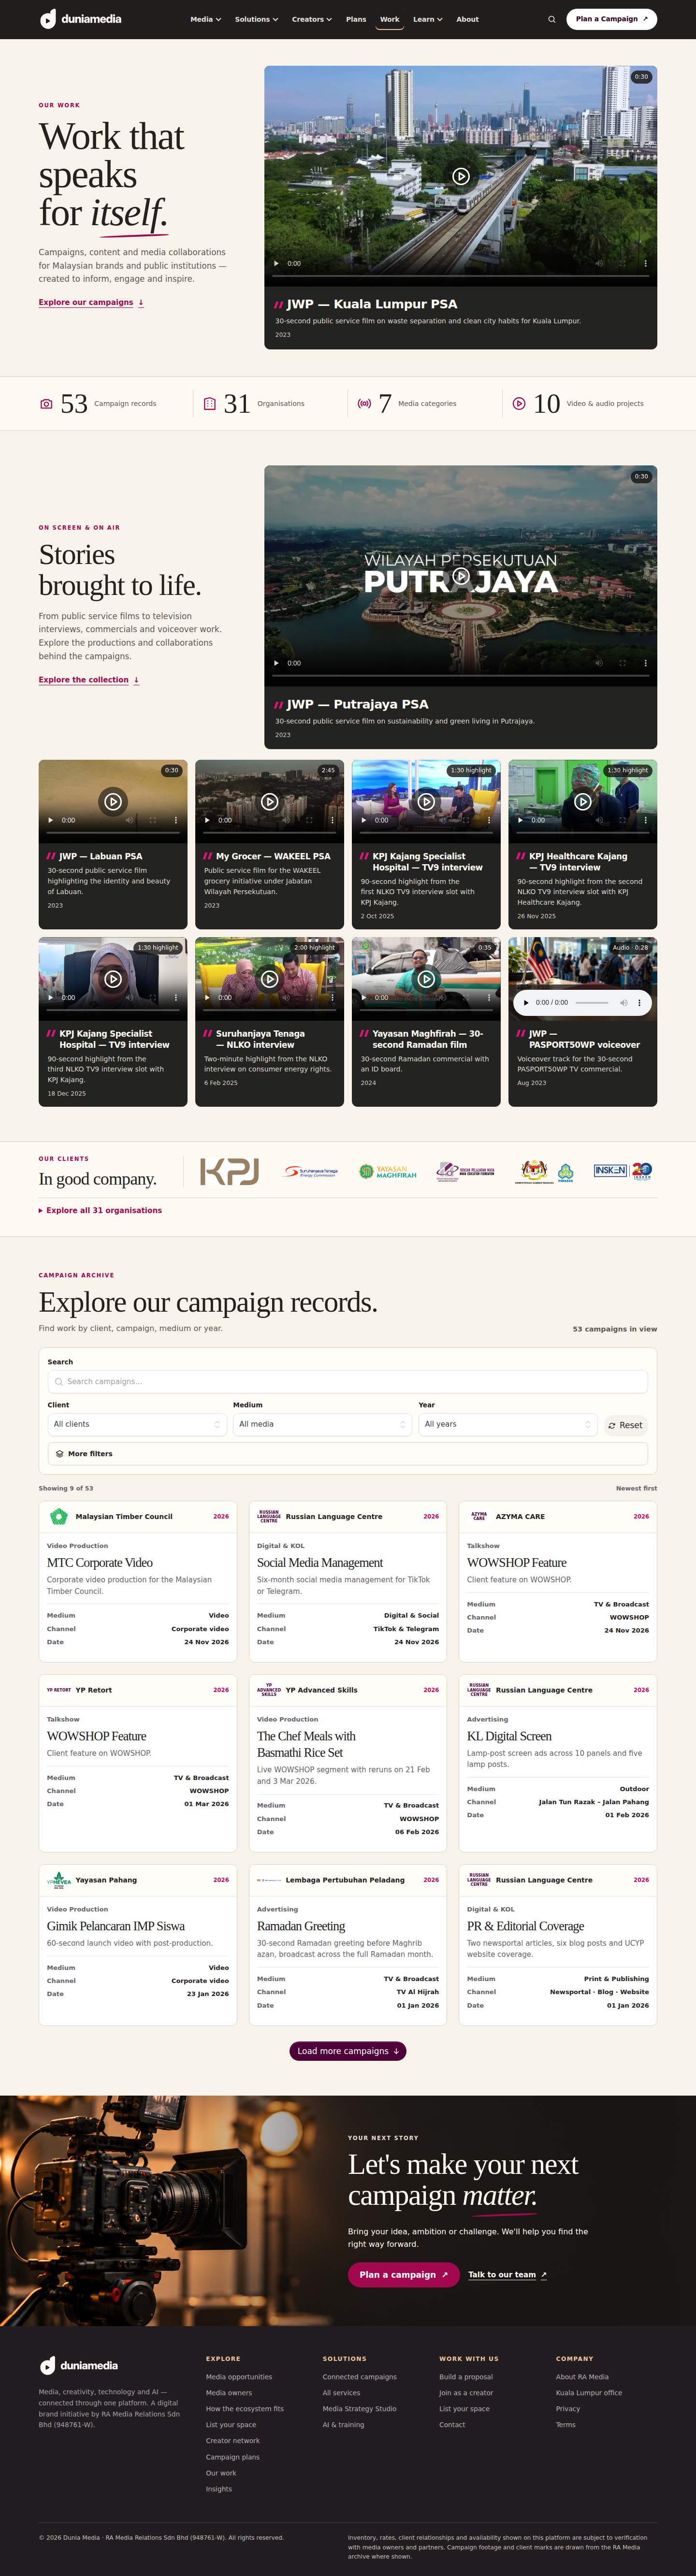 duniamedia
Media
Solutions
Creators
Plans
Work
Learn
About
Plan a Campaign ↗
OUR WORK
Work that
speaks
for itself.
Campaigns, content and media collaborations
for Malaysian brands and public institutions —
created to inform, engage and inspire.
Explore our campaigns ↓
0:30
0:00
JWP — Kuala Lumpur PSA
30-second public service film on waste separation and clean city habits for Kuala Lumpur.
2023
53 Campaign records
31 Organisations
7 Media categories
10 Video & audio projects
ON SCREEN & ON AIR
Stories
brought to life.
From public service films to television
interviews, commercials and voiceover work.
Explore the productions and collaborations
behind the campaigns.
Explore the collection ↓
0:30
WILAYAH PERSEKUTUAN
PUTRAJAYA
0:00
JWP — Putrajaya PSA
30-second public service film on sustainability and green living in Putrajaya.
2023
0:30
0:00
JWP — Labuan PSA
30-second public service film
highlighting the identity and beauty
of Labuan.
2023
2:45
0:00
My Grocer — WAKEEL PSA
Public service film for the WAKEEL
grocery initiative under Jabatan
Wilayah Persekutuan.
2023
1:30 highlight
0:00
KPJ Kajang Specialist
Hospital — TV9 interview
90-second highlight from the
first NLKO TV9 interview slot with
KPJ Kajang.
2 Oct 2025
1:30 highlight
0:00
KPJ Healthcare Kajang
— TV9 interview
90-second highlight from the second
NLKO TV9 interview slot with KPJ
Healthcare Kajang.
26 Nov 2025
1:30 highlight
0:00
KPJ Kajang Specialist
Hospital — TV9 interview
90-second highlight from the
third NLKO TV9 interview slot with
KPJ Kajang.
18 Dec 2025
2:00 highlight
0:00
Suruhanjaya Tenaga
— NLKO interview
Two-minute highlight from the NLKO
interview on consumer energy rights.
6 Feb 2025
0:35
0:00
Yayasan Maghfirah — 30-
second Ramadan film
30-second Ramadan commercial with
an ID board.
2024
Audio · 0:28
0:00 / 0:00
JWP —
PASPORT50WP voiceover
Voiceover track for the 30-second
PASPORT50WP TV commercial.
Aug 2023
OUR CLIENTS
In good company.
KPJ
Suruhanjaya Tenaga
Energy Commission
YAYASAN
MAGHFIRAH
INSKEN
Explore all 31 organisations
CAMPAIGN ARCHIVE
Explore our campaign records.
Find work by client, campaign, medium or year.
53 campaigns in view
Search
Search campaigns...
Client
Medium
Year
All clients
All media
All years
Reset
More filters
Showing 9 of 53
Newest first
Malaysian Timber Council 2026
Video Production
MTC Corporate Video
Corporate video production for the Malaysian
Timber Council.
Medium Video
Channel Corporate video
Date 24 Nov 2026
RUSSIAN
LANGUAGE
CENTRE
Russian Language Centre 2026
Digital & KOL
Social Media Management
Six-month social media management for TikTok
or Telegram.
Medium Digital & Social
Channel TikTok & Telegram
Date 24 Nov 2026
AZYMA
CARE
AZYMA CARE 2026
Talkshow
WOWSHOP Feature
Client feature on WOWSHOP.
Medium TV & Broadcast
Channel WOWSHOP
Date 24 Nov 2026
YP RETORT
YP Retort 2026
Talkshow
WOWSHOP Feature
Client feature on WOWSHOP.
Medium TV & Broadcast
Channel WOWSHOP
Date 01 Mar 2026
YP
ADVANCED
SKILLS
YP Advanced Skills 2026
Video Production
The Chef Meals with
Basmathi Rice Set
Live WOWSHOP segment with reruns on 21 Feb
and 3 Mar 2026.
Medium TV & Broadcast
Channel WOWSHOP
Date 06 Feb 2026
RUSSIAN
LANGUAGE
CENTRE
Russian Language Centre 2026
Advertising
KL Digital Screen
Lamp-post screen ads across 10 panels and five
lamp posts.
Medium Outdoor
Channel Jalan Tun Razak – Jalan Pahang
Date 01 Feb 2026
YPHEVEA
Yayasan Pahang 2026
Video Production
Gimik Pelancaran IMP Siswa
60-second launch video with post-production.
Medium Video
Channel Corporate video
Date 23 Jan 2026
Lembaga Pertubuhan Peladang 2026
Advertising
Ramadan Greeting
30-second Ramadan greeting before Maghrib
azan, broadcast across the full Ramadan month.
Medium TV & Broadcast
Channel TV Al Hijrah
Date 01 Jan 2026
RUSSIAN
LANGUAGE
CENTRE
Russian Language Centre 2026
Digital & KOL
PR & Editorial Coverage
Two newsportal articles, six blog posts and UCYP
website coverage.
Medium Print & Publishing
Channel Newsportal · Blog · Website
Date 01 Jan 2026
Load more campaigns ↓
YOUR NEXT STORY
Let's make your next
campaign matter.
Bring your idea, ambition or challenge. We'll help you find the
right way forward.
Plan a campaign ↗
Talk to our team ↗
duniamedia
Media, creativity, technology and AI —
connected through one platform. A digital
brand initiative by RA Media Relations Sdn
Bhd (948761-W).
EXPLORE
Media opportunities
Media owners
How the ecosystem fits
List your space
Creator network
Campaign plans
Our work
Insights
SOLUTIONS
Connected campaigns
All services
Media Strategy Studio
AI & training
WORK WITH US
Build a proposal
Join as a creator
List your space
Contact
COMPANY
About RA Media
Kuala Lumpur office
Privacy
Terms
© 2026 Dunia Media · RA Media Relations Sdn Bhd (948761-W). All rights reserved.
Inventory, rates, client relationships and availability shown on this platform are subject to verification
with media owners and partners. Campaign footage and client marks are drawn from the RA Media
archive where shown.